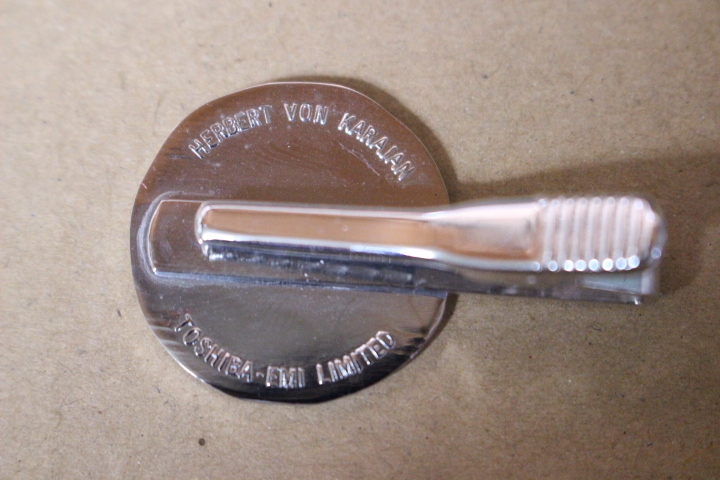 HERBERT VON KARAJAN
TOSHIBA-EMI LIMITED